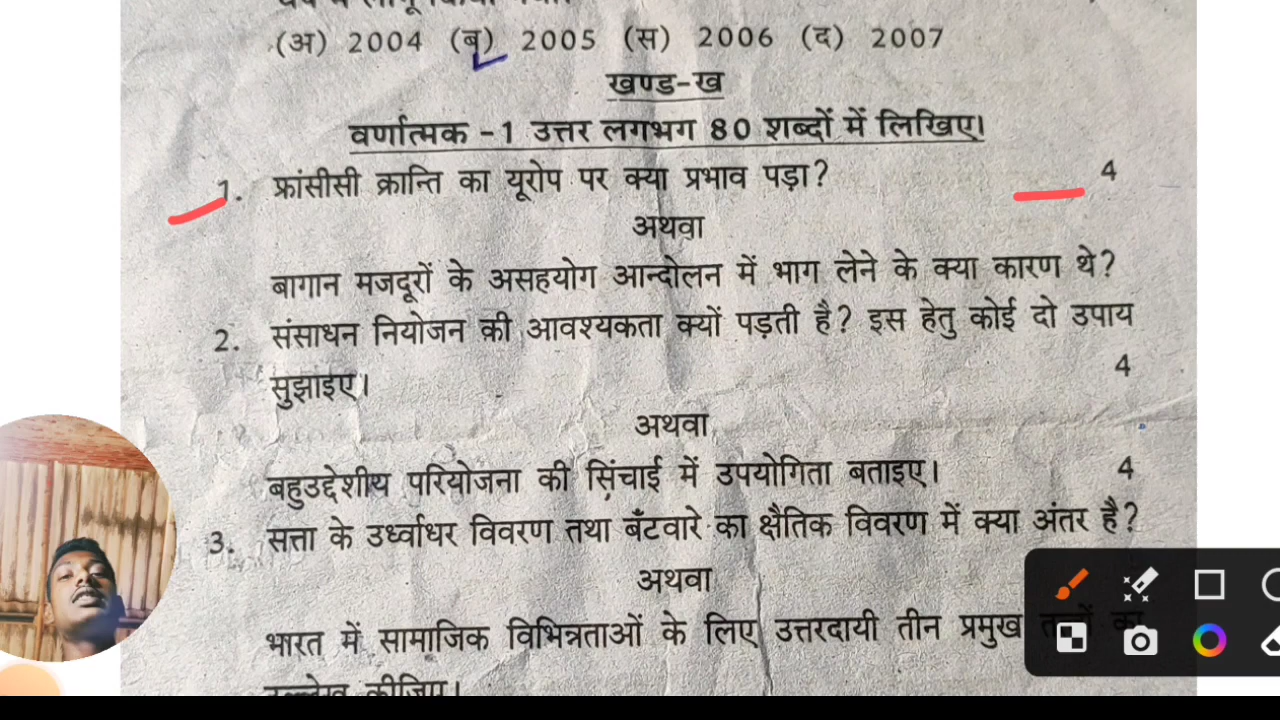 (अ) 2004 (ब) 2005 (स) 2006 (द) 2007
खण्ड-ख
वर्णात्मक -1 उत्तर लगभग 80 शब्दों में लिखिए।
1. फ्रांसीसी क्रान्ति का यूरोप पर क्या प्रभाव पड़ा? 4
अथवा
बागान मजदूरों के असहयोग आन्दोलन में भाग लेने के क्या कारण थे?
2. संसाधन नियोजन की आवश्यकता क्यों पड़ती है? इस हेतु कोई दो उपाय
सुझाइए। 4
अथवा
बहुउद्देशीय परियोजना की सिंचाई में उपयोगिता बताइए। 4
3. सत्ता के उर्ध्वाधर विवरण तथा बँटवारे का क्षैतिक विवरण में क्या अंतर है?
अथवा
भारत में सामाजिक विभिन्नताओं के लिए उत्तरदायी तीन प्रमुख